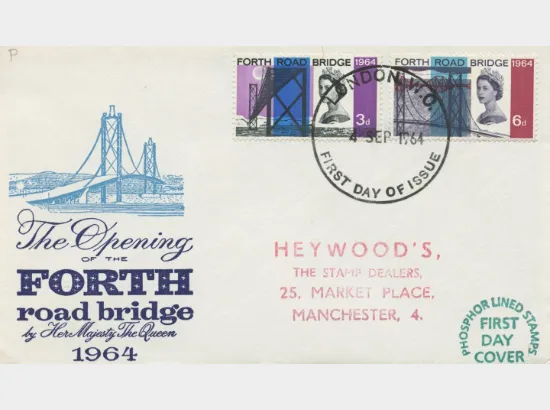 P
FORTH ROAD BRIDGE 1964
3d
FORTH ROAD BRIDGE 1964
6d
LONDON. W.C.
4 SEP 1964
FIRST DAY OF ISSUE
The Opening
OF THE
FORTH
road bridge
by Her Majesty The Queen
1964
HEYWOOD'S,
THE STAMP DEALERS,
25, MARKET PLACE,
MANCHESTER, 4.
PHOSPHOR LINED STAMPS
FIRST
DAY
COVER